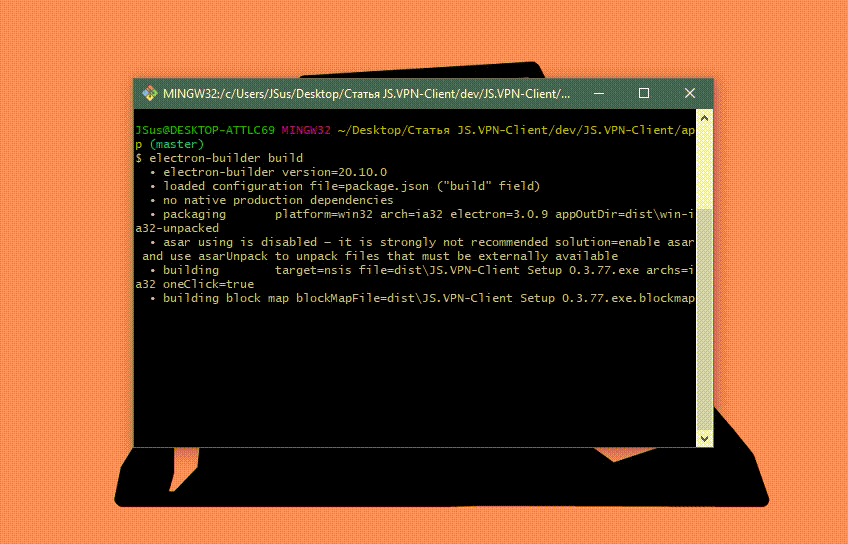 MINGW32:/c/Users/JSus/Desktop/Статья JS.VPN-Client/dev/JS.VPN-Client/...
JSus@DESKTOP-ATTLC69 MINGW32 ~/Desktop/Статья JS.VPN-Client/dev/JS.VPN-Client/ap
p (master)
$ electron-builder build
• electron-builder version=20.10.0
• loaded configuration file=package.json ("build" field)
• no native production dependencies
• packaging       platform=win32 arch=ia32 electron=3.0.9 appOutDir=dist\win-i
a32-unpacked
• asar using is disabled — it is strongly not recommended solution=enable asar
and use asarUnpack to unpack files that must be externally available
• building        target=nsis file=dist\JS.VPN-Client Setup 0.3.77.exe archs=i
a32 oneClick=true
• building block map blockMapFile=dist\JS.VPN-Client Setup 0.3.77.exe.blockmap